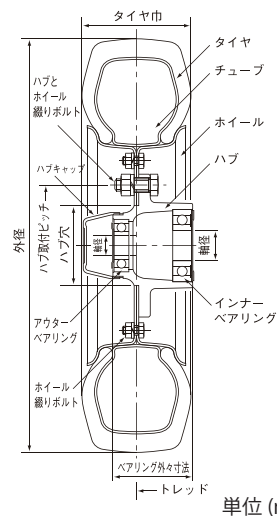 タイヤ巾
タイヤ
チューブ
ハブと
ホイール
綴りボルト
ホイール
ハブキャップ
ハブ
外径
ハブ取付ピッチ
ハブ穴
軸径
軸径
アウター
ベアリング
インナー
ベアリング
ホイール
綴りボルト
ベアリング外々寸法
トレッド
単位 (